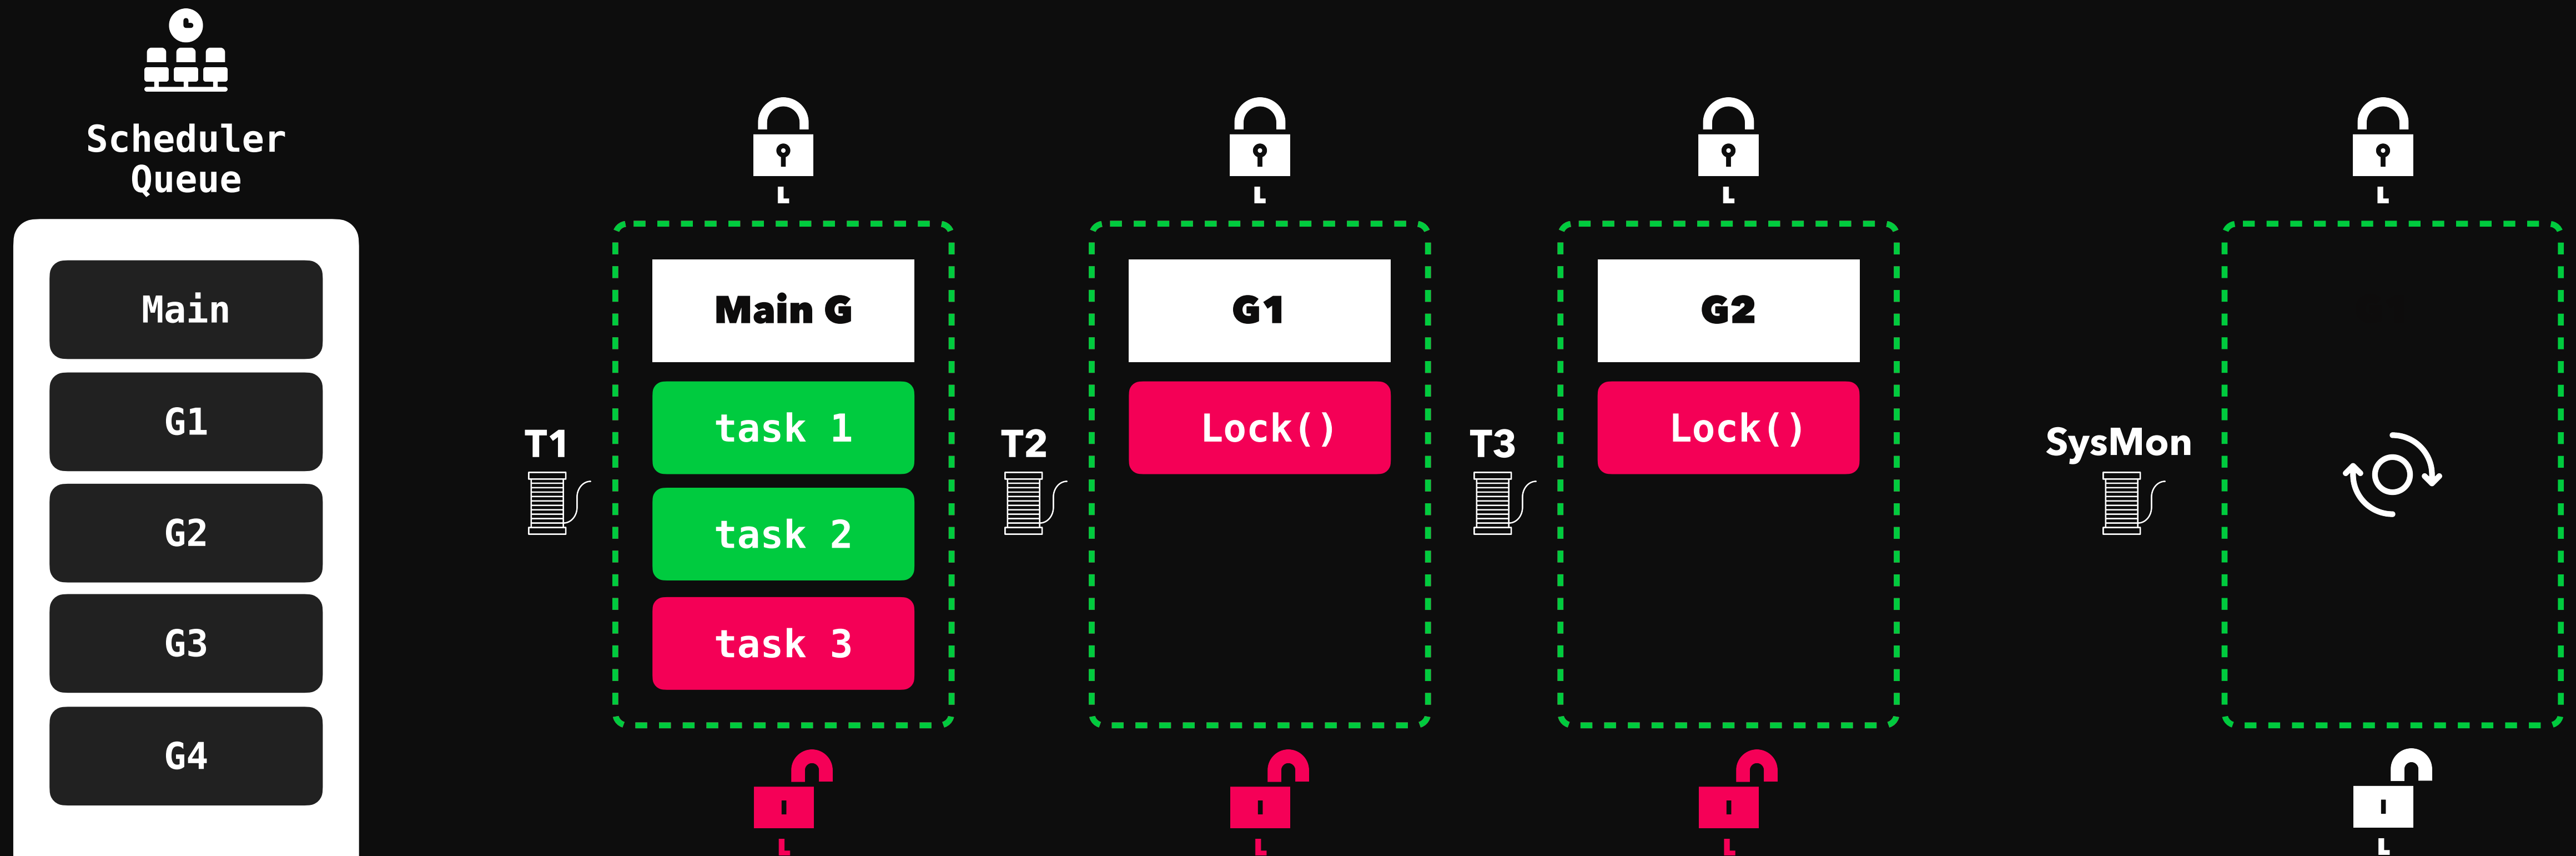 Scheduler
Queue
Main
G1
G2
G3
G4
L
T1
Main G
task 1
task 2
task 3
L
L
T2
G1
Lock()
L
L
T3
G2
Lock()
L
L
SysMon
L